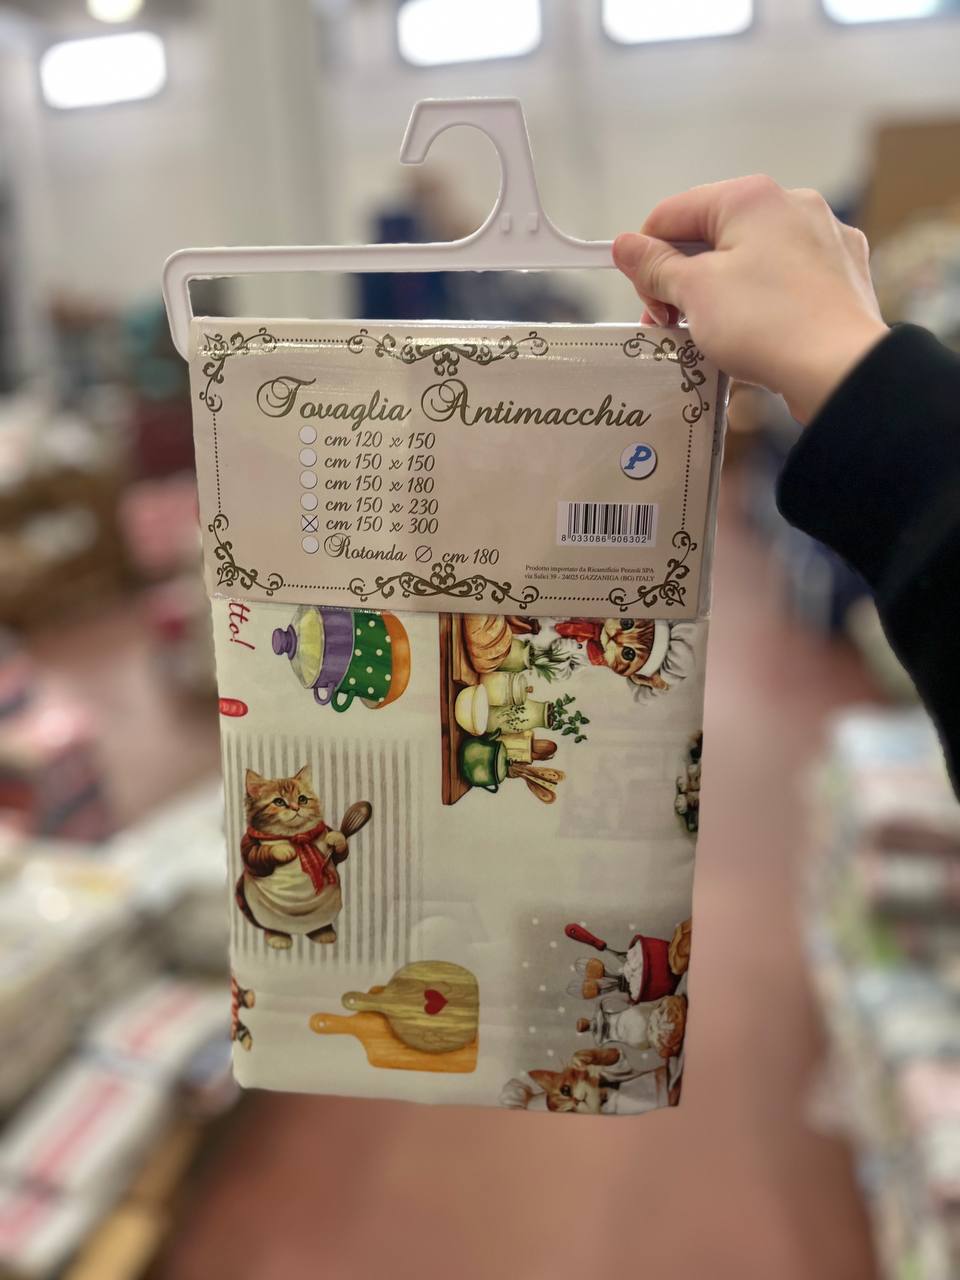 Tovaglia Antimacchia
cm 120 x 150
cm 150 x 150
cm 150 x 180
cm 150 x 230
cm 150 x 300
Rotonda ∅ cm 180
P
8 033086 906302
Prodotto importato da Ricamificio Pezzoli SPA
via Salici 39 - 24025 GAZZANIGA (BG) ITALY
tto!